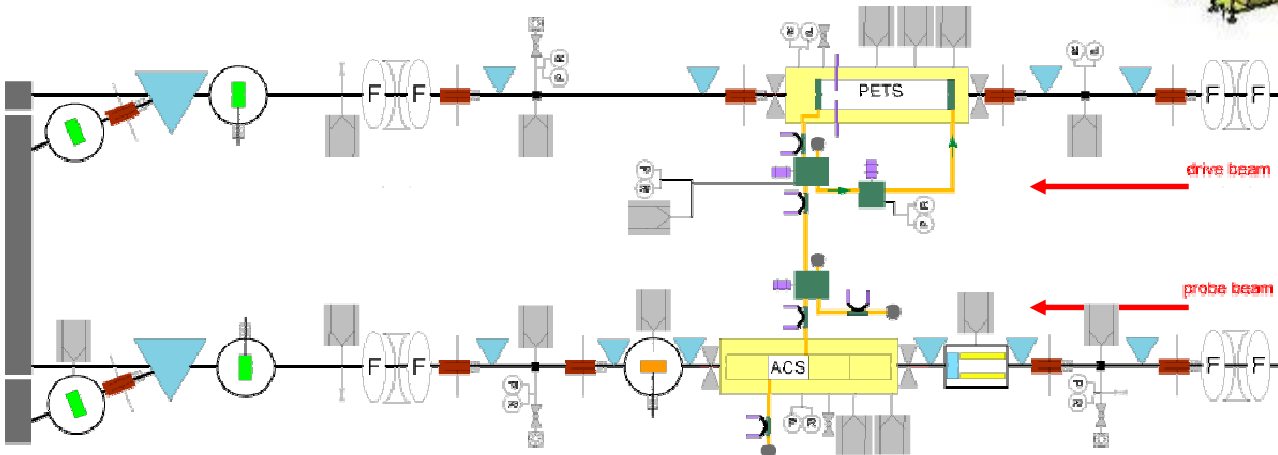 F F
PETS
F F
drive beam
probe beam
F F
ACS
F F